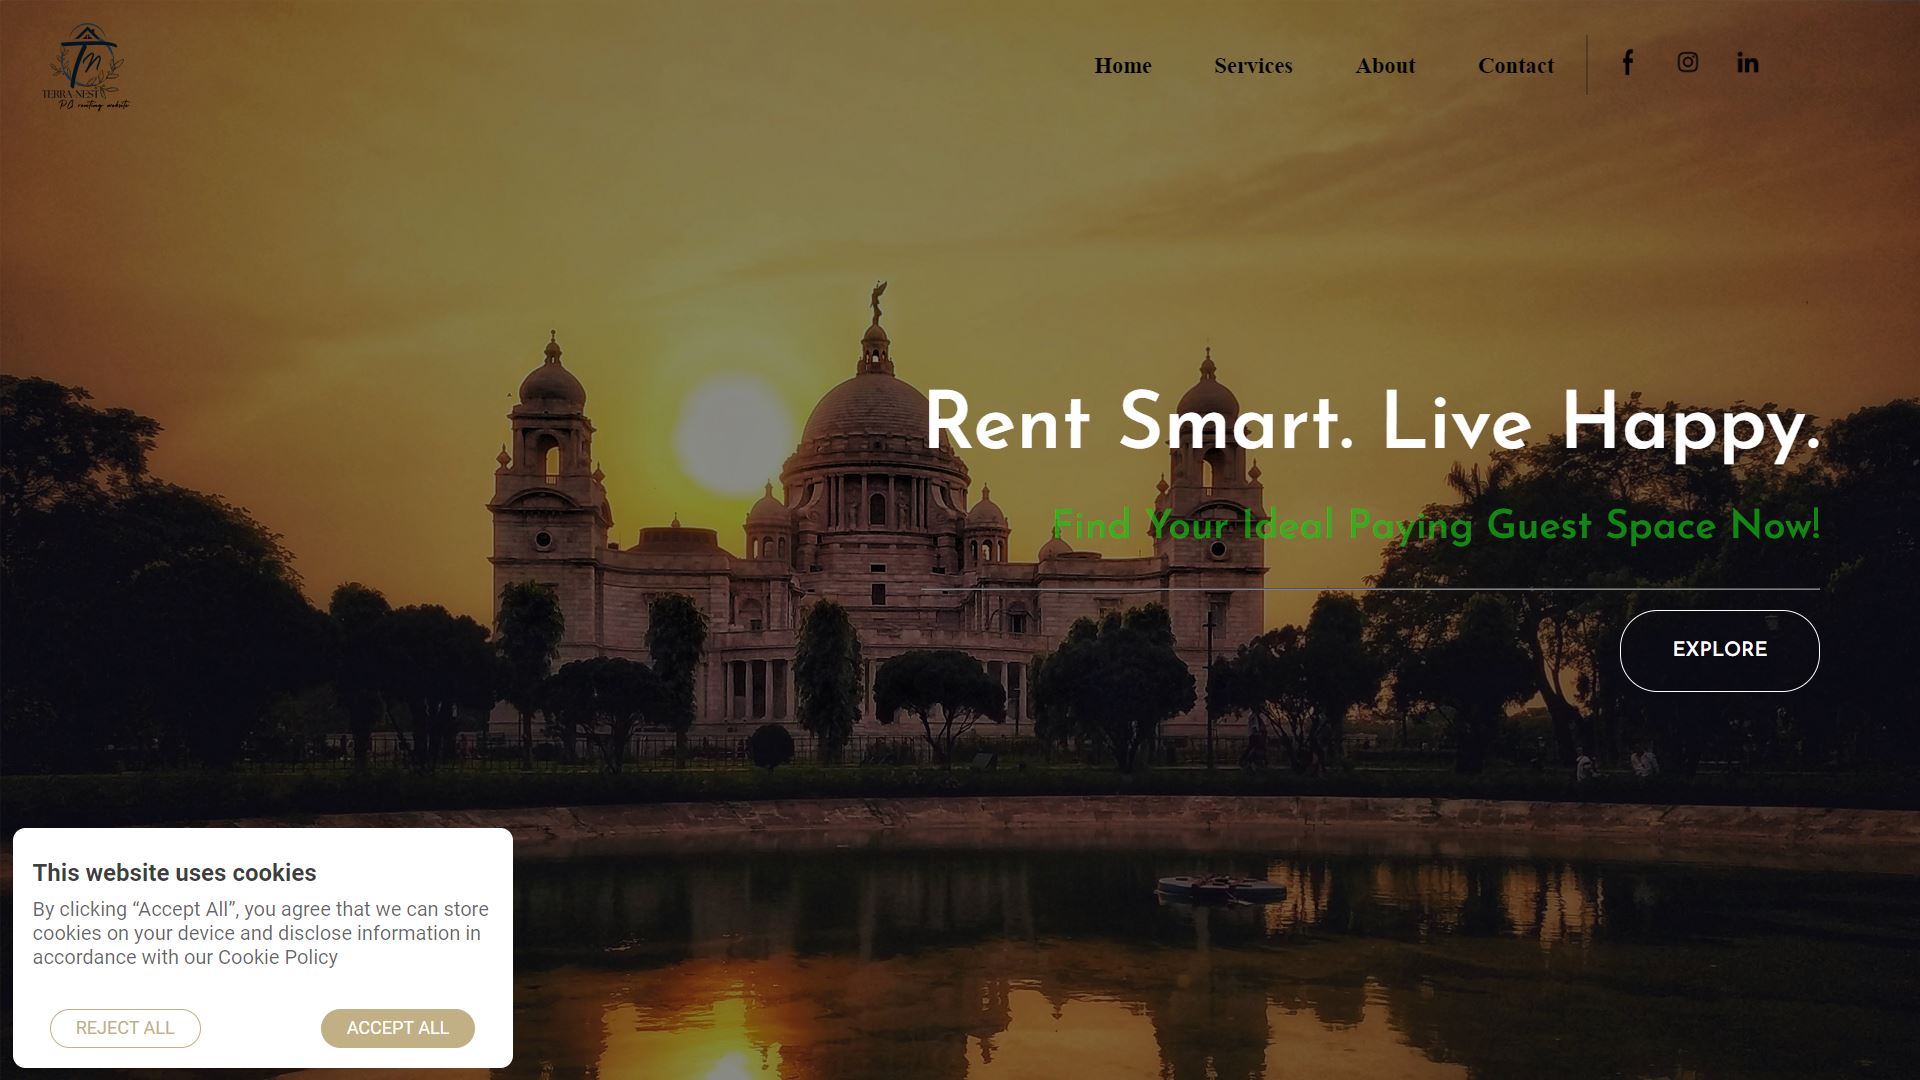 TERRA NEST
PG renting website
Home
Services
About
Contact
Rent Smart. Live Happy.
Find Your Ideal Paying Guest Space Now!
EXPLORE
This website uses cookies
By clicking “Accept All”, you agree that we can store
cookies on your device and disclose information in
accordance with our Cookie Policy
REJECT ALL
ACCEPT ALL